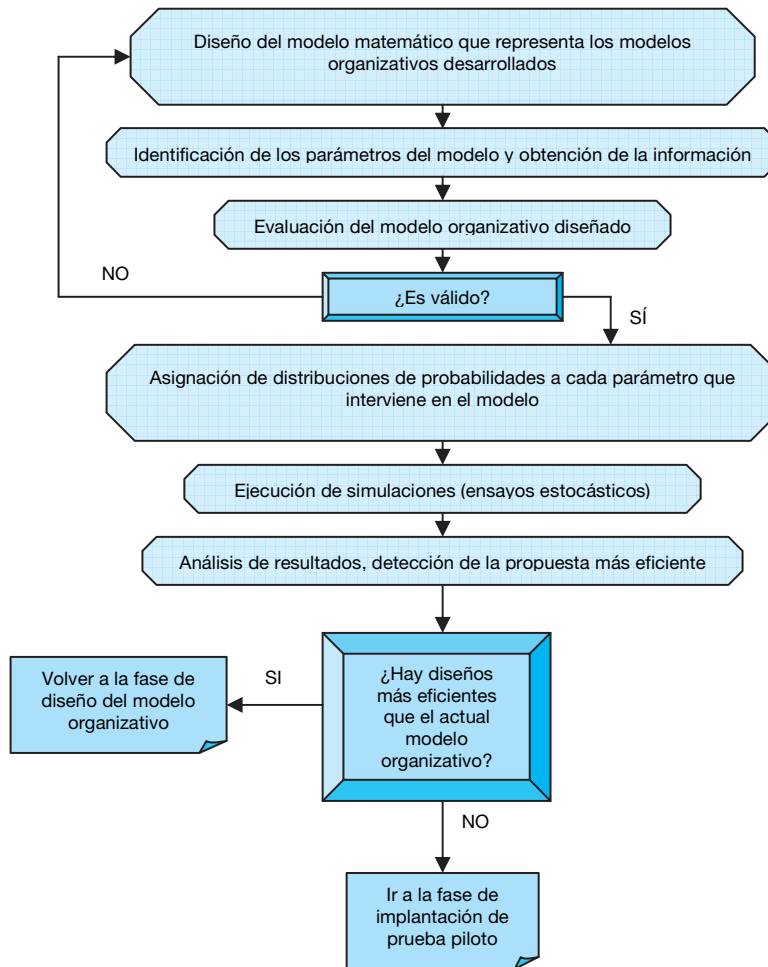 Diseño del modelo matemático que representa los modelos
organizativos desarrollados
Identificación de los parámetros del modelo y obtención de la información
Evaluación del modelo organizativo diseñado
NO
¿Es válido?
SÍ
Asignación de distribuciones de probabilidades a cada parámetro que
interviene en el modelo
Ejecución de simulaciones (ensayos estocásticos)
Análisis de resultados, detección de la propuesta más eficiente
Volver a la fase de
diseño del modelo
organizativo
SI
¿Hay diseños
más eficientes
que el actual
modelo
organizativo?
NO
Ir a la fase de
implantación de
prueba piloto